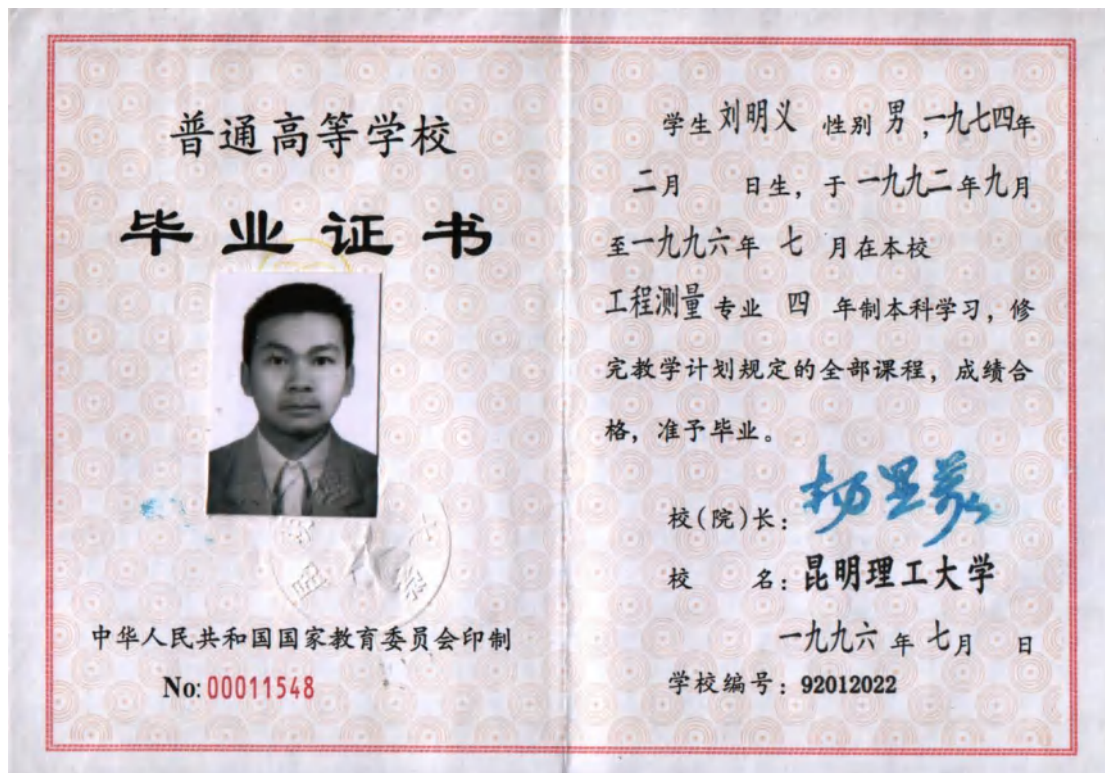 普通高等学校
毕业证书
中华人民共和国国家教育委员会印制
No: 00011548
学生 刘明义 性别 男,一九七四年
二月 日生,于一九九二年九月
至一九九六年 七 月在本校
工程测量专业 四 年制本科学习,修
完教学计划规定的全部课程,成绩合
格,准予毕业。
校(院)长:
校 名:昆明理工大学
一九九六年七月 日
学校编号:92012022